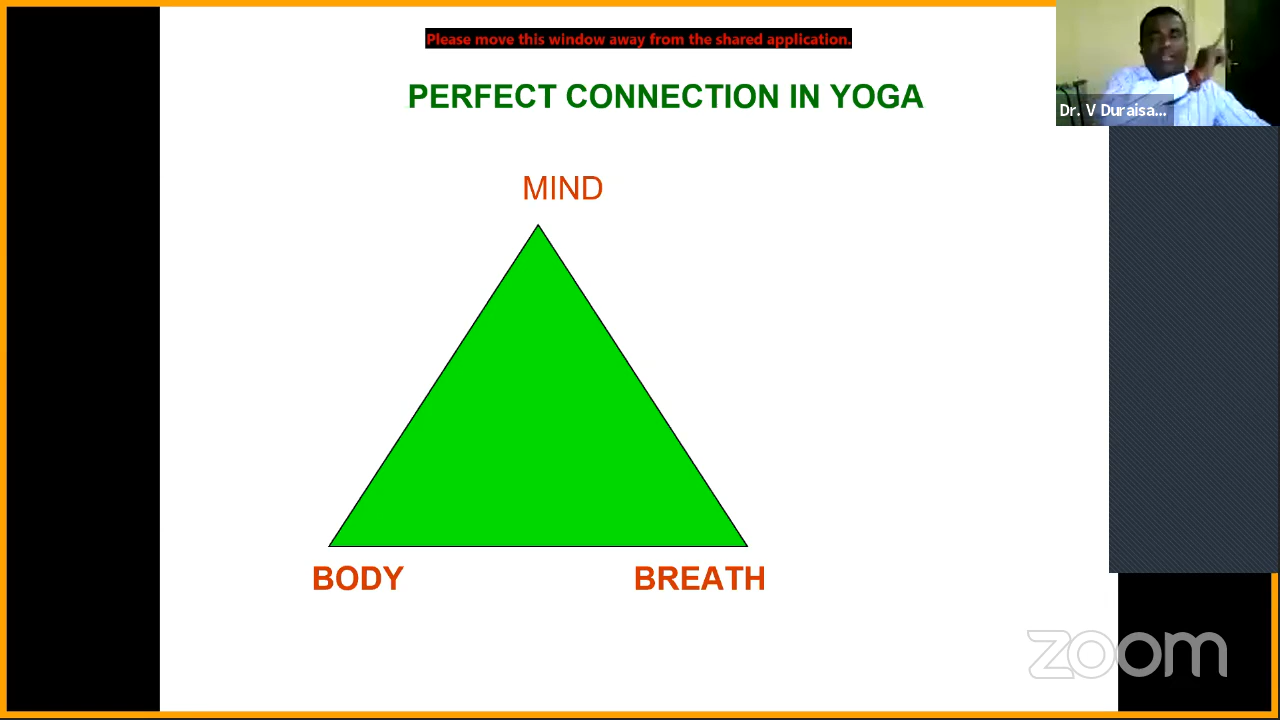 Please move this window away from the shared application.
PERFECT CONNECTION IN YOGA
Dr. V Duraisa...
MIND
BODY
BREATH
zoom